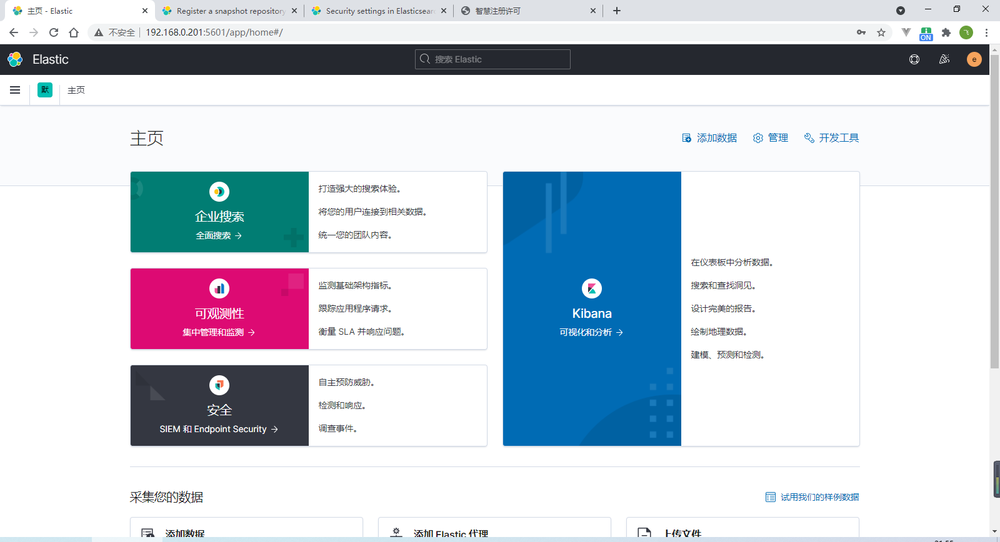 主页 - Elastic
Register a snapshot repository
Security settings in Elasticsear
智慧注册许可
不安全
192.168.0.201:5601/app/home#/
ON
Elastic
搜索 Elastic
e
默
主页
主页
添加数据
管理
开发工具
企业搜索
全面搜索 →
打造强大的搜索体验。
将您的用户连接到相关数据。
统一您的团队内容。
可观测性
集中管理和监测 →
监测基础架构指标。
跟踪应用程序请求。
衡量 SLA 并响应问题。
安全
SIEM 和 Endpoint Security →
自主预防威胁。
检测和响应。
调查事件。
Kibana
可视化和分析 →
在仪表板中分析数据。
搜索和查找洞见。
设计完美的报告。
绘制地理数据。
建模、预测和检测。
采集您的数据
试用我们的样例数据
添加数据
添加 Elastic 代理
上传文件